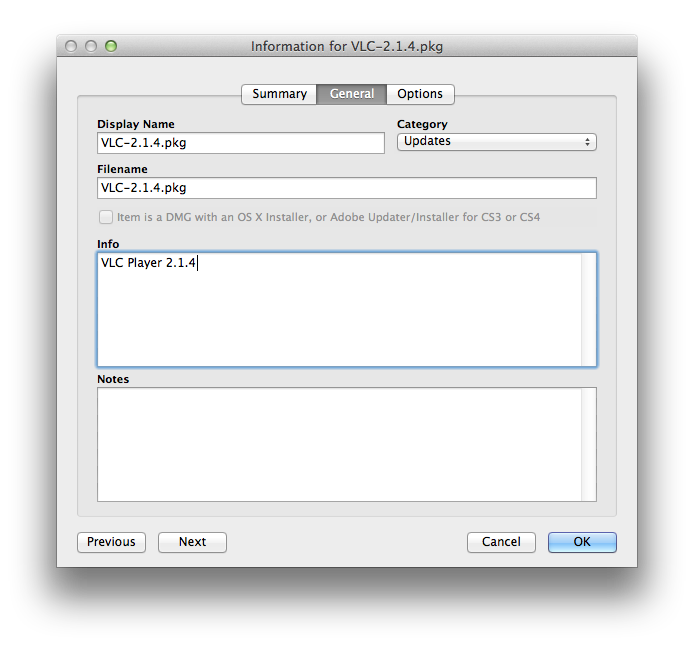 Information for VLC-2.1.4.pkg
Summary General Options
Display Name Category
VLC-2.1.4.pkg Updates
Filename
VLC-2.1.4.pkg
Item is a DMG with an OS X Installer, or Adobe Updater/Installer for CS3 or CS4
Info
VLC Player 2.1.4
Notes
Previous Next Cancel OK